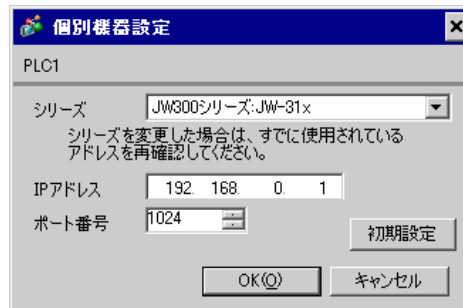 個別機器設定
PLC1
シリーズ JW300シリーズ:JW-31x
シリーズを変更した場合は、すでに使用されている
アドレスを再確認してください。
IPアドレス 192. 168. 0. 1
ポート番号 1024
初期設定
OK(O) キャンセル